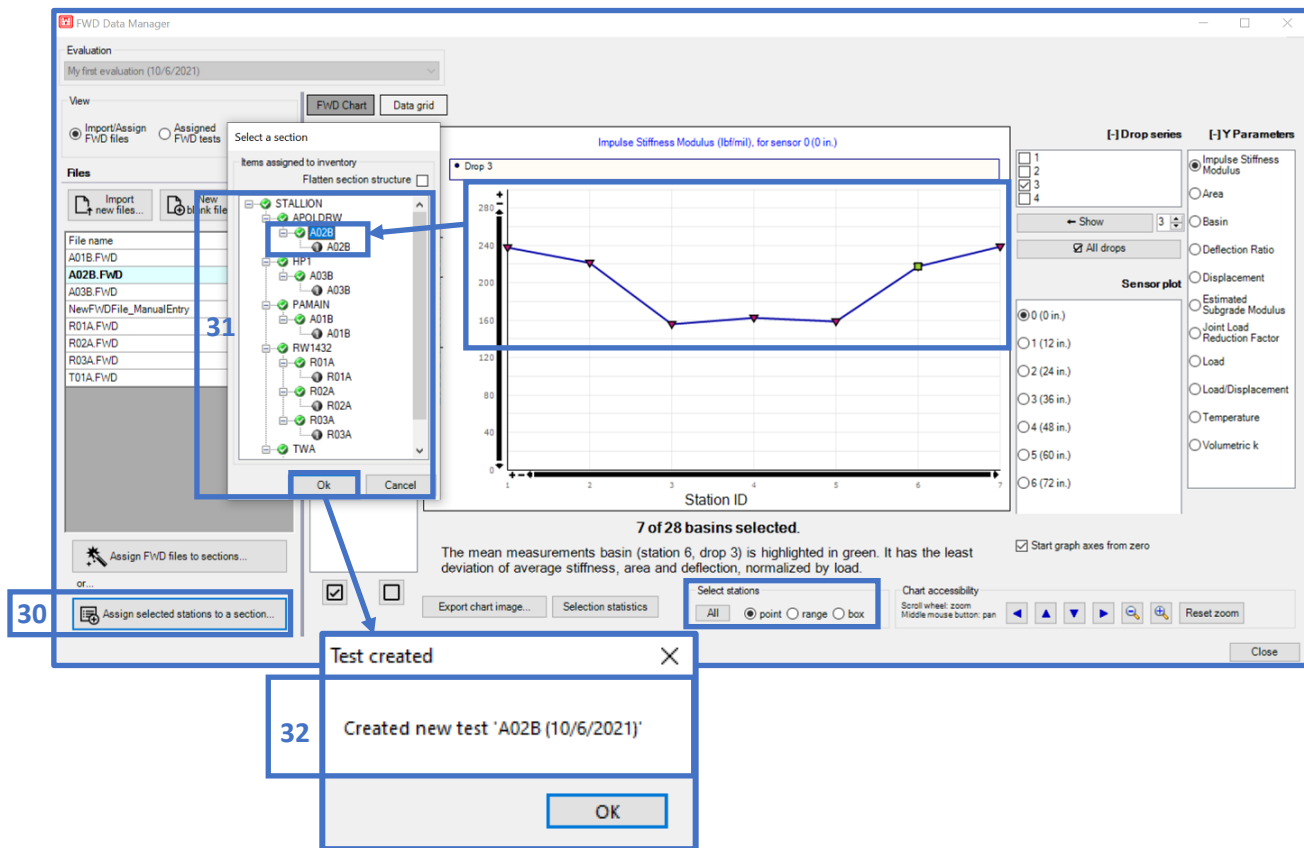 FWD Data Manager
Evaluation
My first evaluation (10/6/2021)
View
Import/Assign
FWD files
Assigned
FWD tests
FWD Chart
Data grid
Files
Import
new files...
New
blank file
File name
A01B.FWD
A02B.FWD
A03B.FWD
NewFWDFile_ManualEntry
R01A.FWD
R02A.FWD
R03A.FWD
T01A.FWD
Assign FWD files to sections...
or...
30
Assign selected stations to a section...
Select a section
Items assigned to inventory
Flatten section structure
31
STALLION
APOLDRW
A02B
A02B
HP1
A03B
A03B
PAMAIN
A01B
A01B
RW1432
R01A
R01A
R02A
R02A
R03A
R03A
TWA
Ok
Cancel
Impulse Stiffness Modulus (lbf/mil), for sensor 0 (0 in.)
Drop 3
280
240
200
160
120
80
40
0
1 2 3 4 5 6 7
Station ID
7 of 28 basins selected.
The mean measurements basin (station 6, drop 3) is highlighted in green. It has the least
deviation of average stiffness, area and deflection, normalized by load.
Export chart image...
Selection statistics
Select stations
All
point
range
box
Chart accessibility
Scroll wheel: zoom
Middle mouse button: pan
Reset zoom
Close
[-] Drop series
1
2
3
4
← Show
3
All drops
Sensor plot
0 (0 in.)
1 (12 in.)
2 (24 in.)
3 (36 in.)
4 (48 in.)
5 (60 in.)
6 (72 in.)
Start graph axes from zero
[-] Y Parameters
Impulse Stiffness
Modulus
Area
Basin
Deflection Ratio
Displacement
Estimated
Subgrade Modulus
Joint Load
Reduction Factor
Load
Load/Displacement
Temperature
Volumetric k
Test created
32
Created new test 'A02B (10/6/2021)'
OK